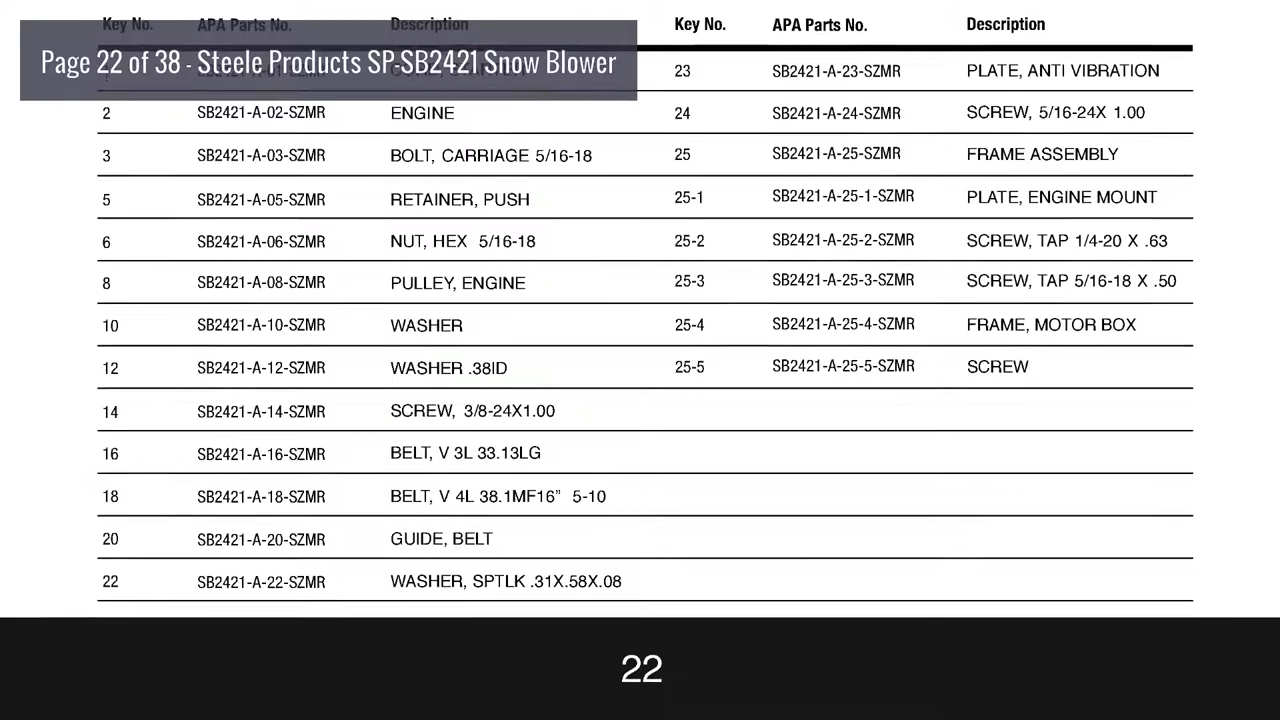 Key No. APA Parts No. Description Key No. APA Parts No. Description
Page 22 of 38 - Steele Products SP-SB2421 Snow Blower
23 SB2421-A-23-SZMR PLATE, ANTI VIBRATION
2 SB2421-A-02-SZMR ENGINE 24 SB2421-A-24-SZMR SCREW, 5/16-24X 1.00
3 SB2421-A-03-SZMR BOLT, CARRIAGE 5/16-18 25 SB2421-A-25-SZMR FRAME ASSEMBLY
5 SB2421-A-05-SZMR RETAINER, PUSH 25-1 SB2421-A-25-1-SZMR PLATE, ENGINE MOUNT
6 SB2421-A-06-SZMR NUT, HEX 5/16-18 25-2 SB2421-A-25-2-SZMR SCREW, TAP 1/4-20 X .63
8 SB2421-A-08-SZMR PULLEY, ENGINE 25-3 SB2421-A-25-3-SZMR SCREW, TAP 5/16-18 X .50
10 SB2421-A-10-SZMR WASHER 25-4 SB2421-A-25-4-SZMR FRAME, MOTOR BOX
12 SB2421-A-12-SZMR WASHER .38ID 25-5 SB2421-A-25-5-SZMR SCREW
14 SB2421-A-14-SZMR SCREW, 3/8-24X1.00
16 SB2421-A-16-SZMR BELT, V 3L 33.13LG
18 SB2421-A-18-SZMR BELT, V 4L 38.1MF16” 5-10
20 SB2421-A-20-SZMR GUIDE, BELT
22 SB2421-A-22-SZMR WASHER, SPTLK .31X.58X.08
22